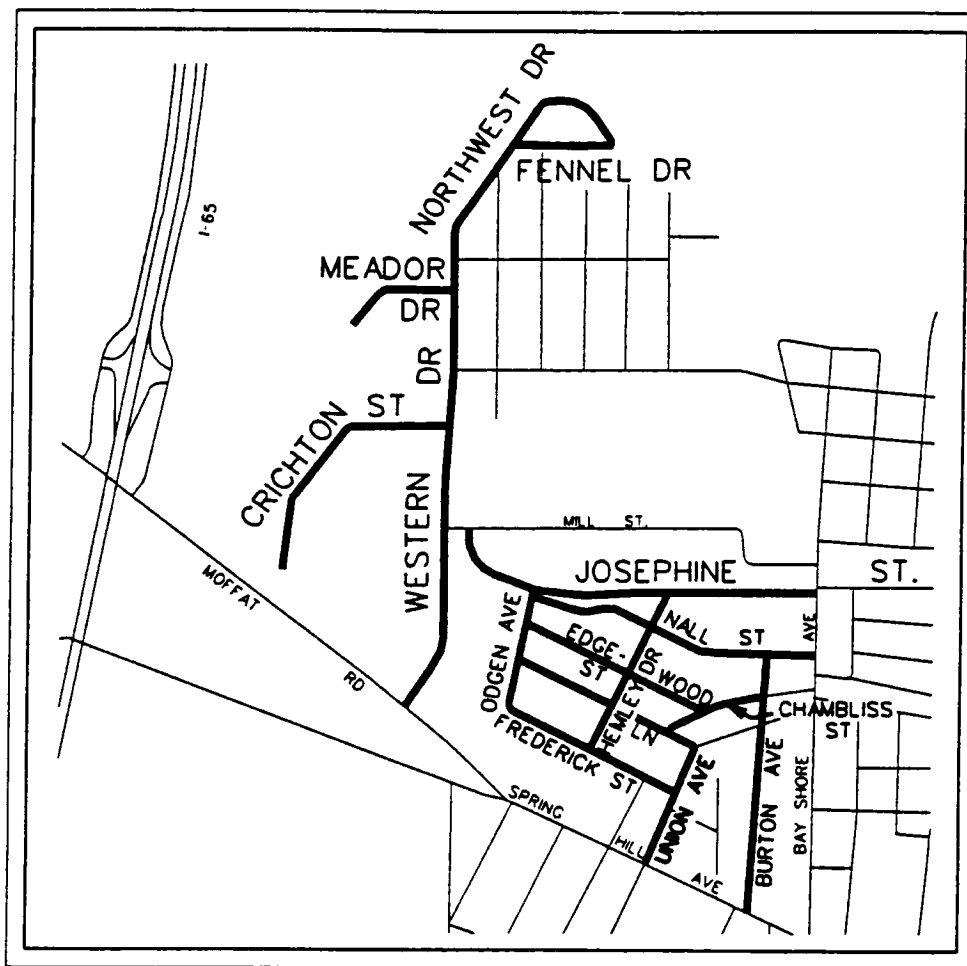 NORTHWEST DR
FENNEL DR
I-65
MEADOR
DR
WESTERN DR
CRICHTON ST
MILL ST.
JOSEPHINE ST.
MOFFAT RD
ODGEN AVE
NALL ST
EDGE-
WOOD
ST
HEMLEY DR
LN
CHAMBLISS
ST
FREDERICK ST
UNION AVE
BURTON AVE
BAY SHORE AVE
SPRING HILL AVE